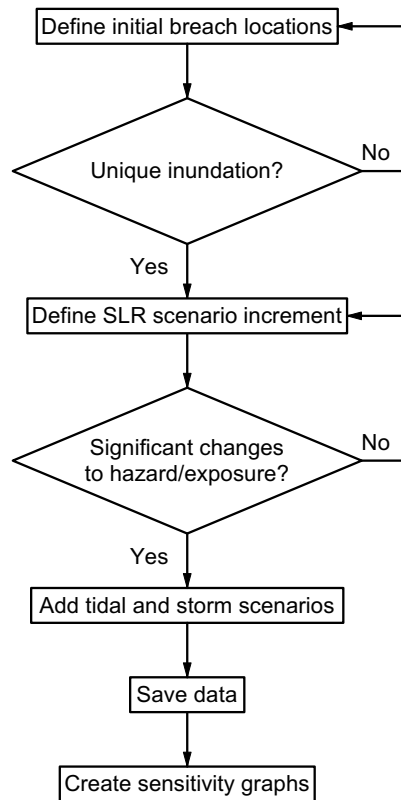 Define initial breach locations
Unique inundation?
No
Yes
Define SLR scenario increment
Significant changes
to hazard/exposure?
No
Yes
Add tidal and storm scenarios
Save data
Create sensitivity graphs